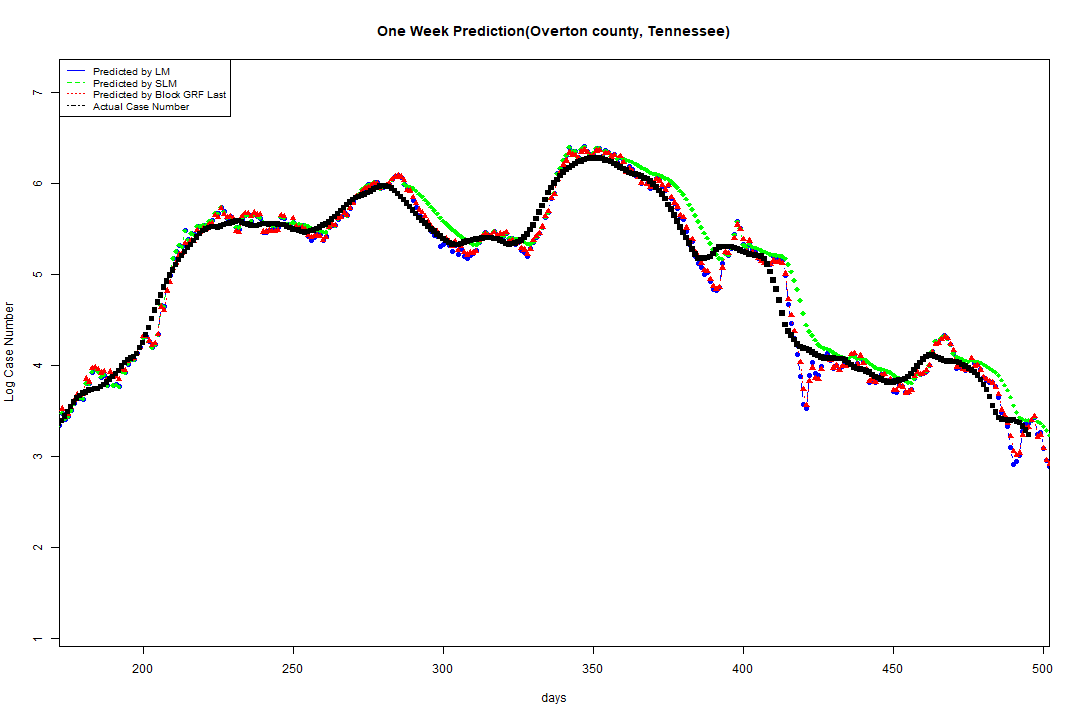 One Week Prediction(Overton county, Tennessee)
Predicted by LM
Predicted by SLM
Predicted by Block GRF Last
Actual Case Number
7
6
5
4
3
2
1
Log Case Number
200 250 300 350 400 450 500
days